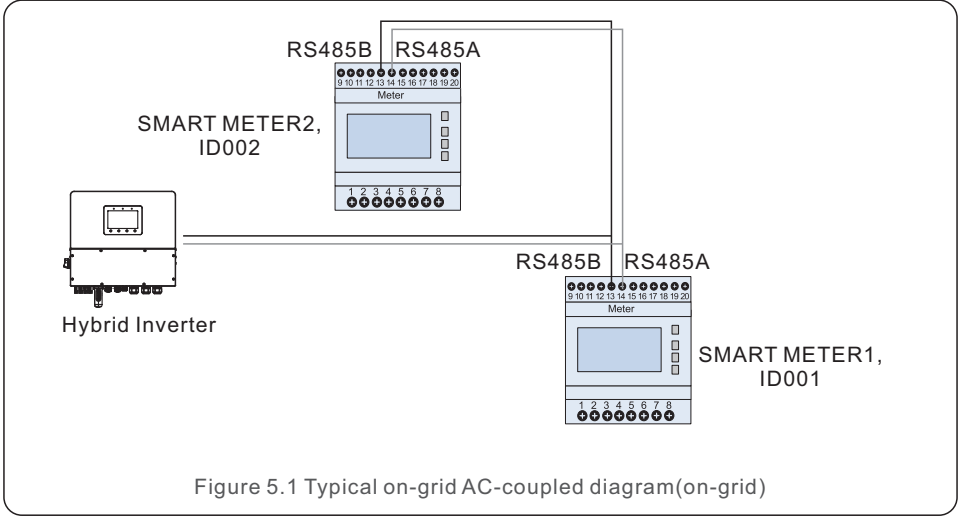 RS485B RS485A
9 10 11 12 13 14 15 16 17 18 19 20
Meter
SMART METER2,
ID002
1 2 3 4 5 6 7 8
RS485B RS485A
9 10 11 12 13 14 15 16 17 18 19 20
Meter
Hybrid Inverter
SMART METER1,
ID001
1 2 3 4 5 6 7 8
Figure 5.1 Typical on-grid AC-coupled diagram(on-grid)